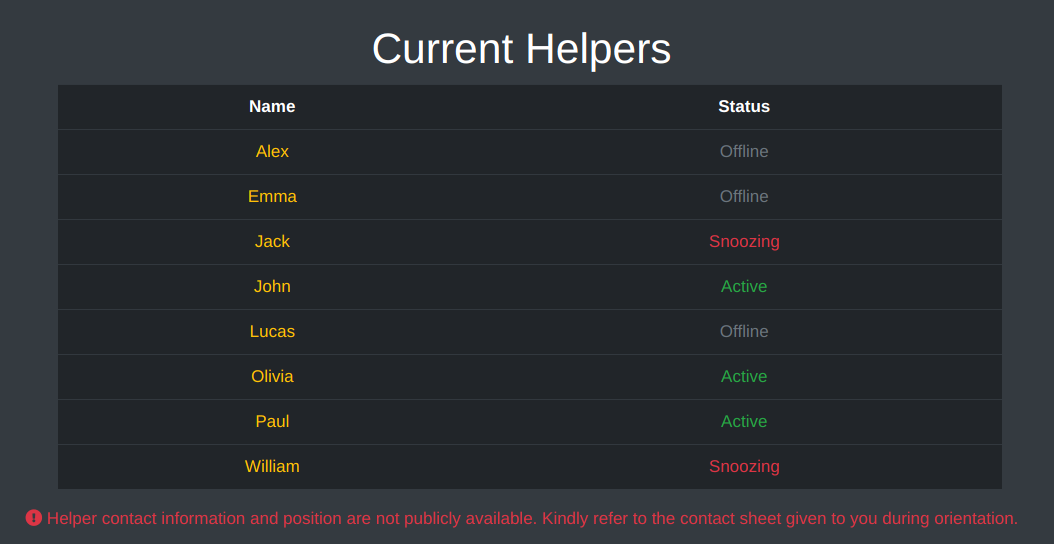 Current Helpers
Name Status
Alex Offline
Emma Offline
Jack Snoozing
John Active
Lucas Offline
Olivia Active
Paul Active
William Snoozing
Helper contact information and position are not publicly available. Kindly refer to the contact sheet given to you during orientation.